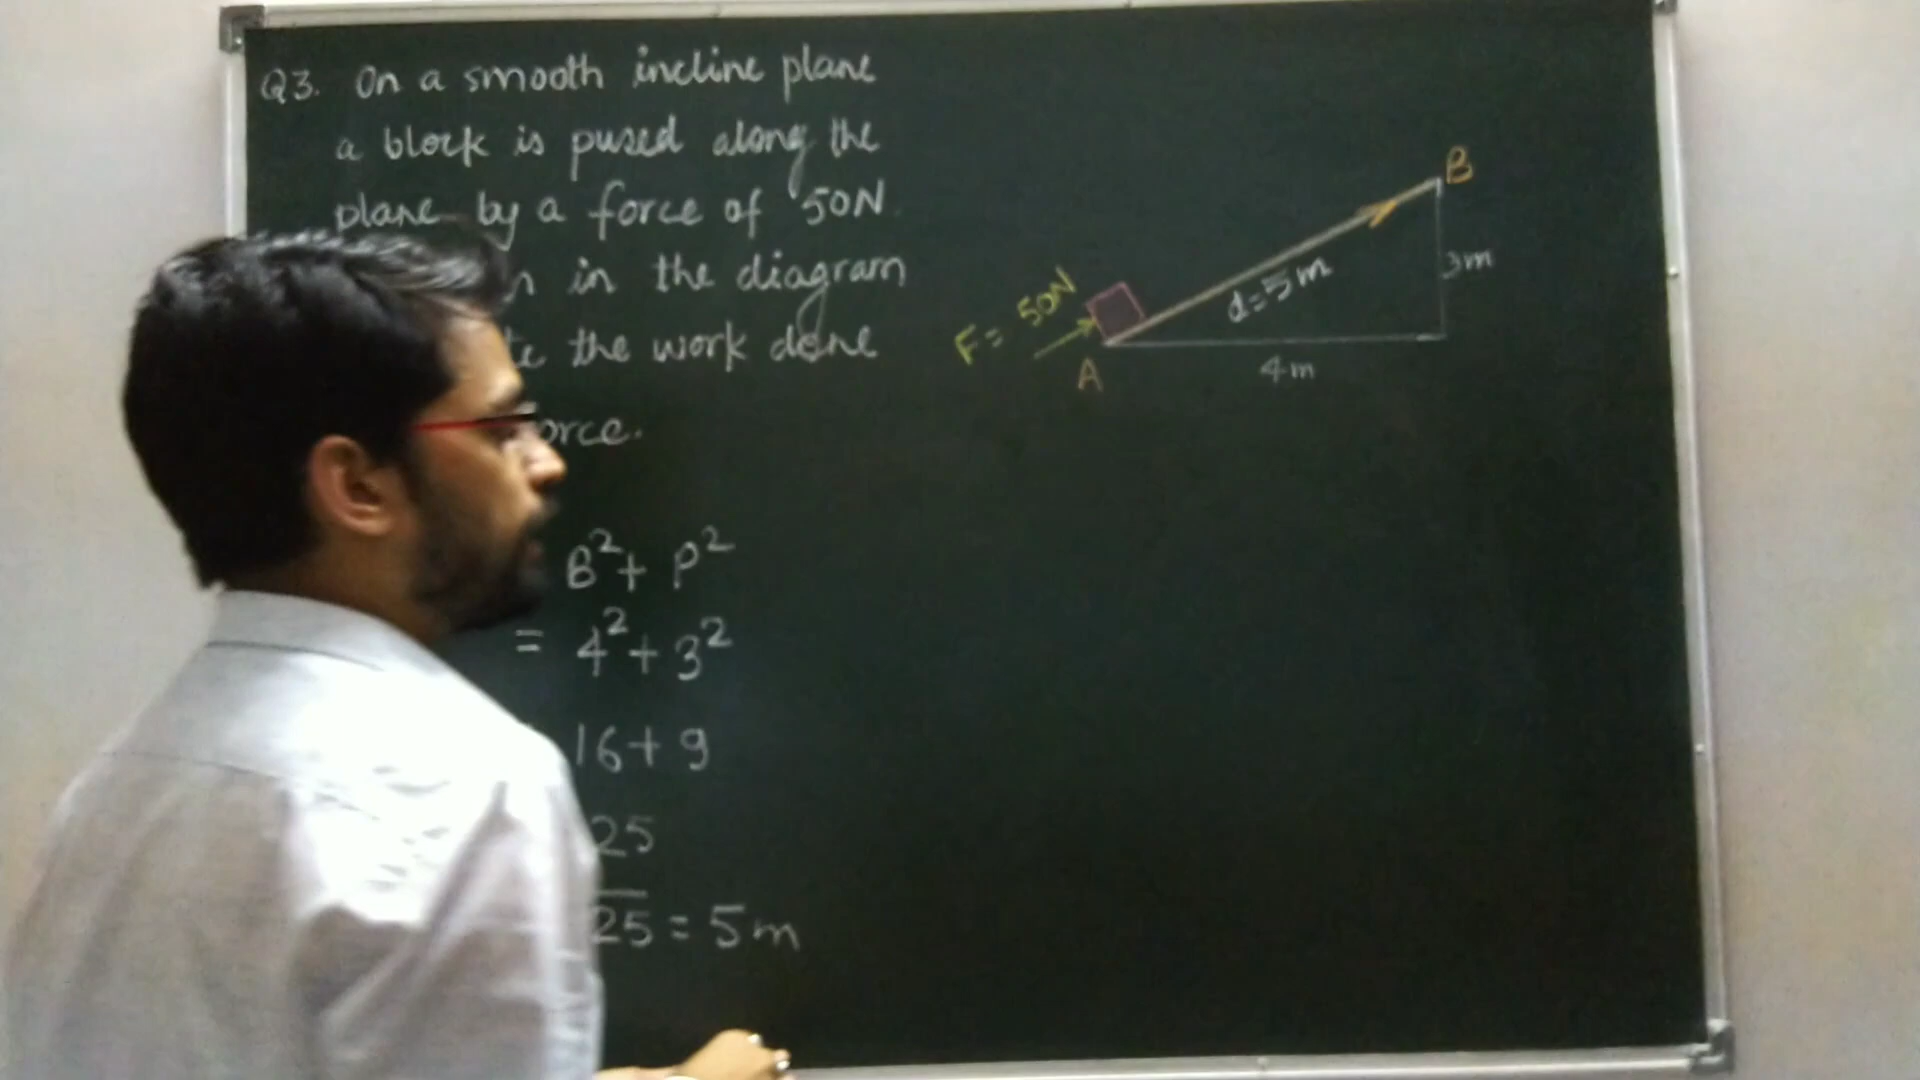 Q3. On a smooth incline plane
a block is pused along the
plane by a force of 50N
in the diagram
the work done
B²+ P²
= 4²+3²
16+9
25
25 = 5m
F = 50N
A
B
d=5m
3m
4m